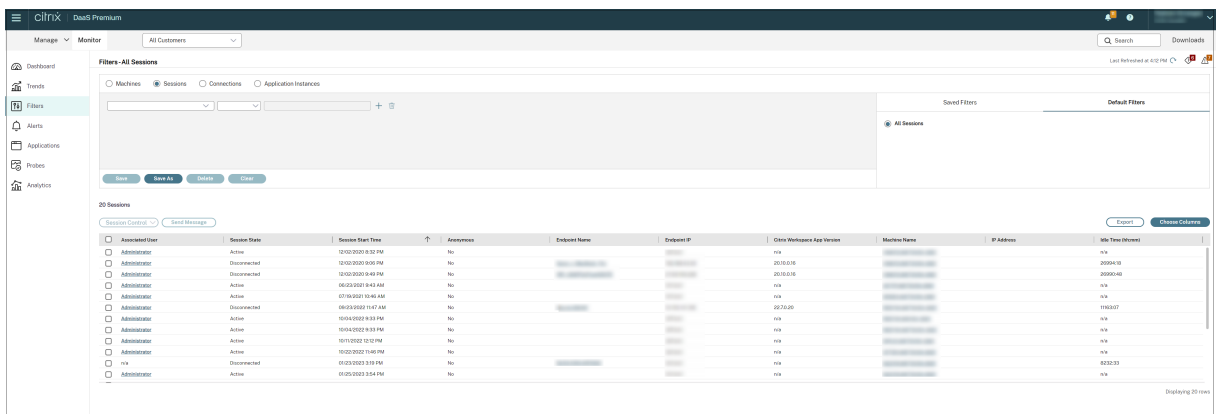 citrix | DaaS Premium
Manage Monitor All Customers Search Downloads
Dashboard
Trends
Filters
Alerts
Applications
Probes
Analytics
Filters - All Sessions Last Refreshed at 4:12 PM
Machines Sessions Connections Application Instances
Saved Filters Default Filters
All Sessions
Save Save As Delete Clear
20 Sessions
Session Control Send Message Export Choose Columns
Associated User Session State Session Start Time Anonymous Endpoint Name Endpoint IP Citrix Workspace App Version Machine Name IP Address Idle Time (hh:mm)
Administrator Active 12/02/2020 8:32 PM No n/a n/a
Administrator Disconnected 12/02/2020 9:06 PM No 20.10.0.16 26994:18
Administrator Disconnected 12/02/2020 9:49 PM No 20.10.0.16 26990:48
Administrator Active 06/23/2021 9:43 AM No n/a n/a
Administrator Active 07/19/2021 10:46 AM No n/a n/a
Administrator Disconnected 09/23/2022 11:47 AM No 22.7.0.20 11163:07
Administrator Active 10/04/2022 9:33 PM No n/a n/a
Administrator Active 10/04/2022 9:33 PM No n/a n/a
Administrator Active 10/11/2022 12:12 PM No n/a n/a
Administrator Active 10/22/2022 11:46 PM No n/a n/a
n/a Disconnected 01/23/2023 3:19 PM No n/a 8232:33
Administrator Active 01/25/2023 3:54 PM No n/a n/a
Displaying 20 rows